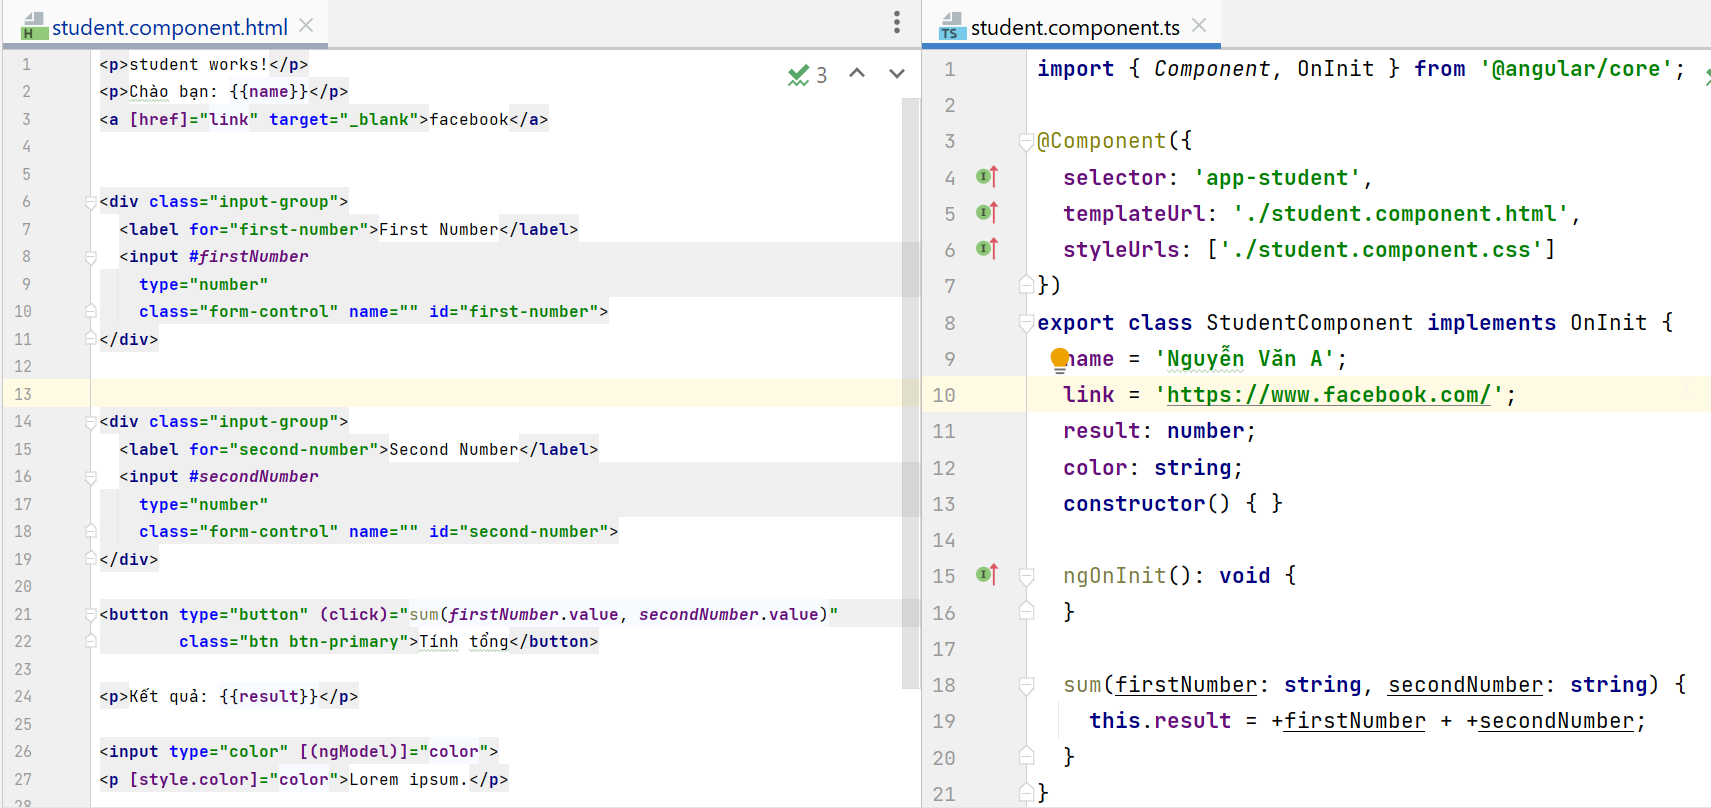 student.component.html
3
1 <p>student works!</p>
2 <p>Chào bạn: {{name}}</p>
3 <a [href]="link" target="_blank">facebook</a>
4
5
6 <div class="input-group">
7   <label for="first-number">First Number</label>
8   <input #firstNumber
9     type="number"
10     class="form-control" name="" id="first-number">
11 </div>
12
13
14 <div class="input-group">
15   <label for="second-number">Second Number</label>
16   <input #secondNumber
17     type="number"
18     class="form-control" name="" id="second-number">
19 </div>
20
21 <button type="button" (click)="sum(firstNumber.value, secondNumber.value)"
22         class="btn btn-primary">Tính tổng</button>
23
24 <p>Kết quả: {{result}}</p>
25
26 <input type="color" [(ngModel)]="color">
27 <p [style.color]="color">Lorem ipsum.</p>
28
student.component.ts
1 import { Component, OnInit } from '@angular/core';
2
3 @Component({
4   selector: 'app-student',
5   templateUrl: './student.component.html',
6   styleUrls: ['./student.component.css']
7 })
8 export class StudentComponent implements OnInit {
9   name = 'Nguyễn Văn A';
10   link = 'https://www.facebook.com/';
11   result: number;
12   color: string;
13   constructor() { }
14
15   ngOnInit(): void {
16   }
17
18   sum(firstNumber: string, secondNumber: string) {
19     this.result = +firstNumber + +secondNumber;
20   }
21 }